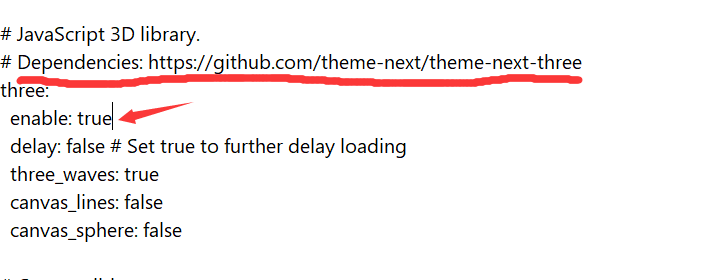 # JavaScript 3D library.
# Dependencies: https://github.com/theme-next/theme-next-three
three:
  enable: true
  delay: false # Set true to further delay loading
  three_waves: true
  canvas_lines: false
  canvas_sphere: false